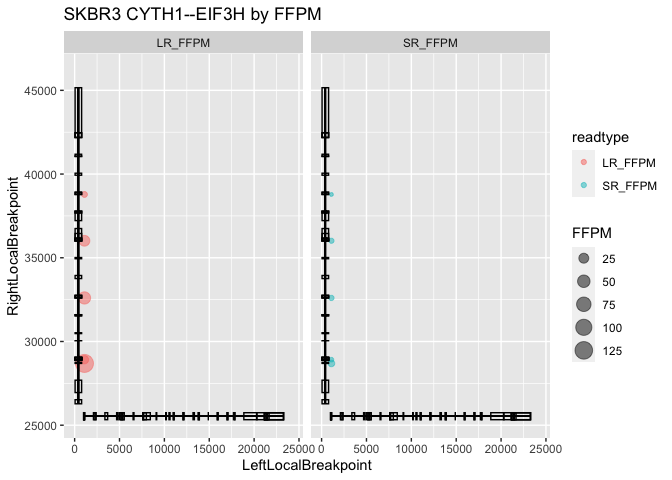 SKBR3 CYTH1--EIF3H by FFPM
LR_FFPM
SR_FFPM
45000
40000
35000
30000
25000
RightLocalBreakpoint
0 5000 10000 15000 20000 25000
0 5000 10000 15000 20000 25000
LeftLocalBreakpoint
readtype
LR_FFPM
SR_FFPM
FFPM
25
50
75
100
125